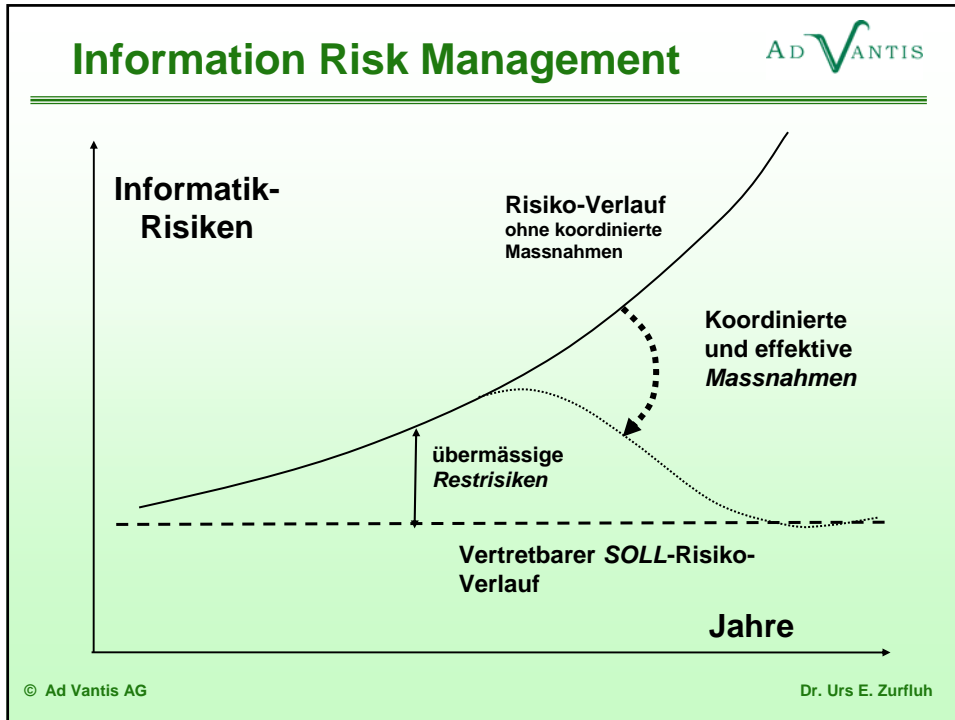 Information Risk Management
AD VANTIS
Informatik-
Risiken
Risiko-Verlauf
ohne koordinierte
Massnahmen
Koordinierte
und effektive
Massnahmen
übermässige
Restrisiken
Vertretbarer SOLL-Risiko-
Verlauf
Jahre
© Ad Vantis AG
Dr. Urs E. Zurfluh